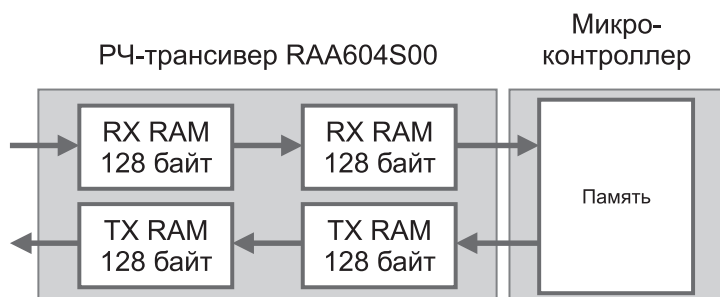 РЧ-трансивер RAA604S00
Микро-
контроллер
RX RAM
128 байт
RX RAM
128 байт
Память
TX RAM
128 байт
TX RAM
128 байт